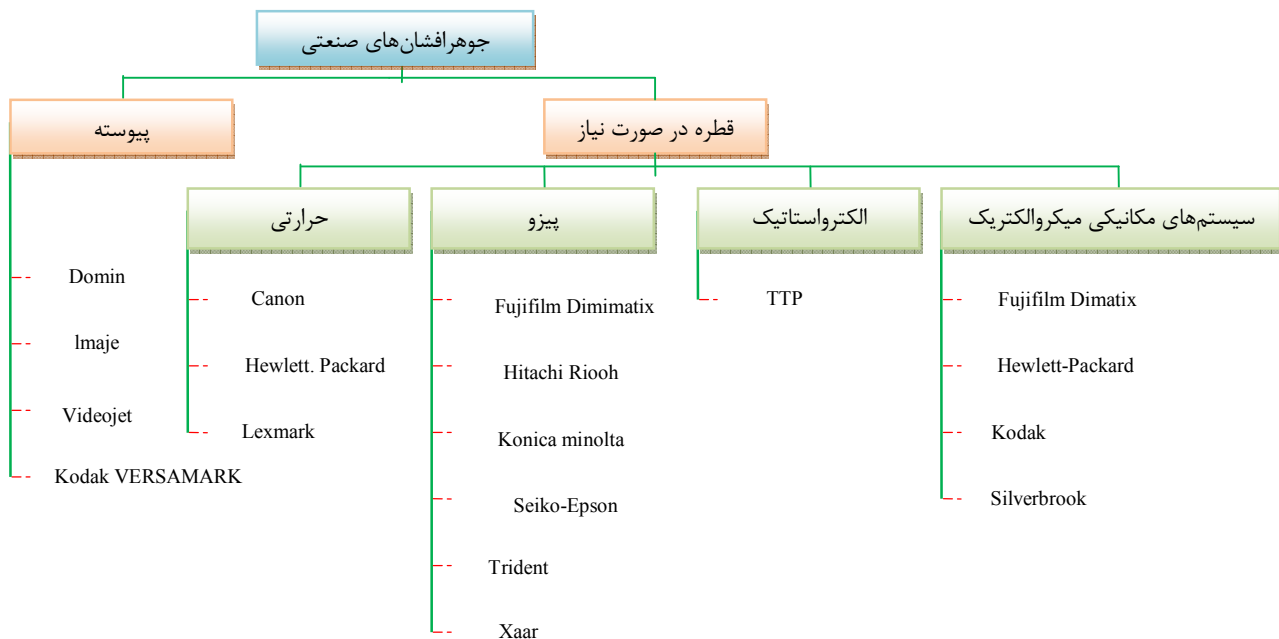 جوهرافشان‌های صنعتی
پیوسته
قطره در صورت نیاز
حرارتی
پیزو
الکترواستاتیک
سیستم‌های مکانیکی میکروالکتریک
Domin
lmaje
Videojet
Kodak VERSAMARK
Canon
Hewlett. Packard
Lexmark
Fujifilm Dimimatix
Hitachi Riooh
Konica minolta
Seiko-Epson
Trident
Xaar
TTP
Fujifilm Dimatix
Hewlett-Packard
Kodak
Silverbrook